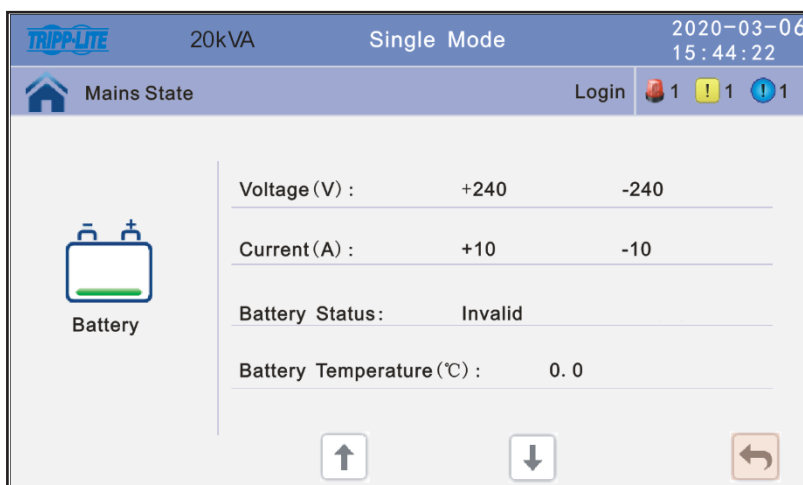 TRIPP-LITE 20kVA Single Mode 2020-03-06
15:44:22
Mains State Login 1 ! 1 ! 1
Voltage(V): +240 -240
Current(A): +10 -10
Battery Status: Invalid
Battery
Battery Temperature(℃): 0.0